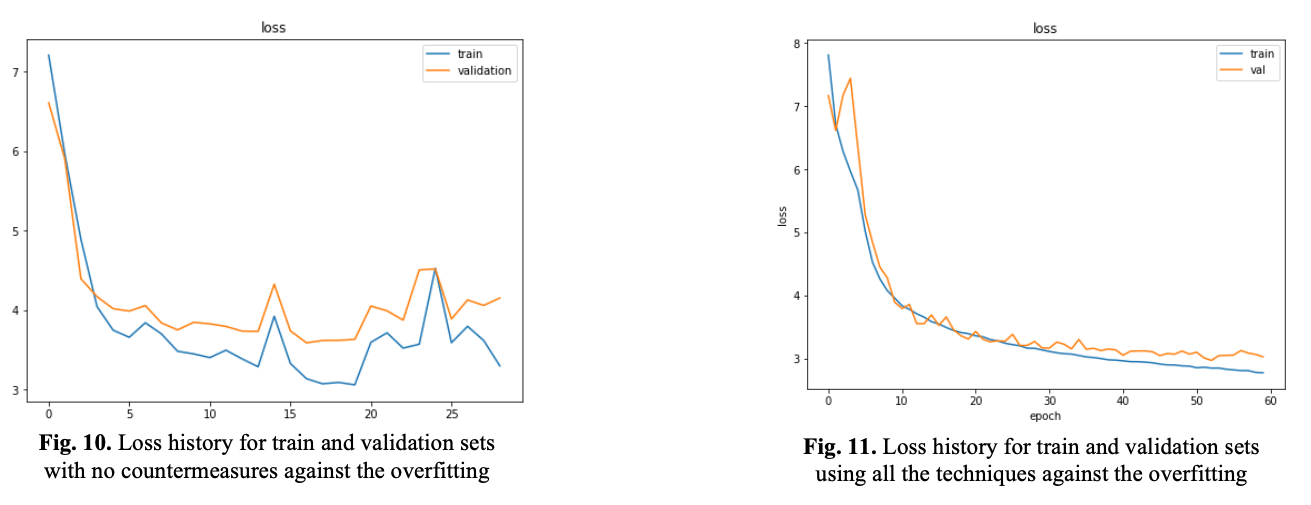 loss
train
validation
7
6
5
4
3
0
5
10
15
20
25
Fig. 10. Loss history for train and validation sets
with no countermeasures against the overfitting
loss
train
val
8
7
6
5
4
3
loss
0
10
20
30
40
50
60
epoch
Fig. 11. Loss history for train and validation sets
using all the techniques against the overfitting